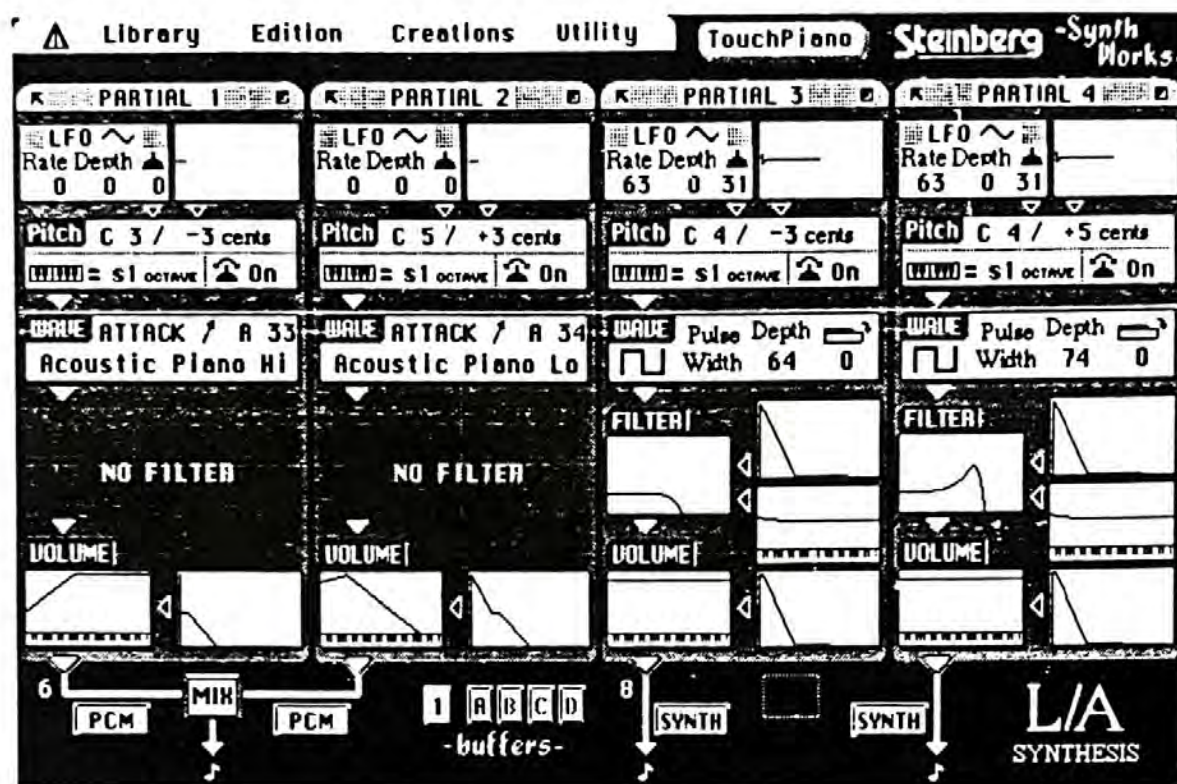 Library Edition Creations Utility TouchPiano Steinberg -Synth Works-
PARTIAL 1 PARTIAL 2 PARTIAL 3 PARTIAL 4
LFO LFO LFO LFO
Rate Depth Rate Depth Rate Depth Rate Depth
0 0 0 0 0 0 63 0 31 63 0 31
Pitch C 3 / -3 cents Pitch C 5 / +3 cents Pitch C 4 / -3 cents Pitch C 4 / +5 cents
= s1 OCTAVE On = s1 OCTAVE On = s1 OCTAVE On = s1 OCTAVE On
WAVE ATTACK A 33 WAVE ATTACK A 34 WAVE Pulse Depth WAVE Pulse Depth
Acoustic Piano Hi Acoustic Piano Lo Width 64 0 Width 74 0
FILTER FILTER
NO FILTER NO FILTER
VOLUME VOLUME VOLUME VOLUME
6 MIX 8
PCM PCM 1 A B C D SYNTH SYNTH L/A
-buffers- SYNTHESIS